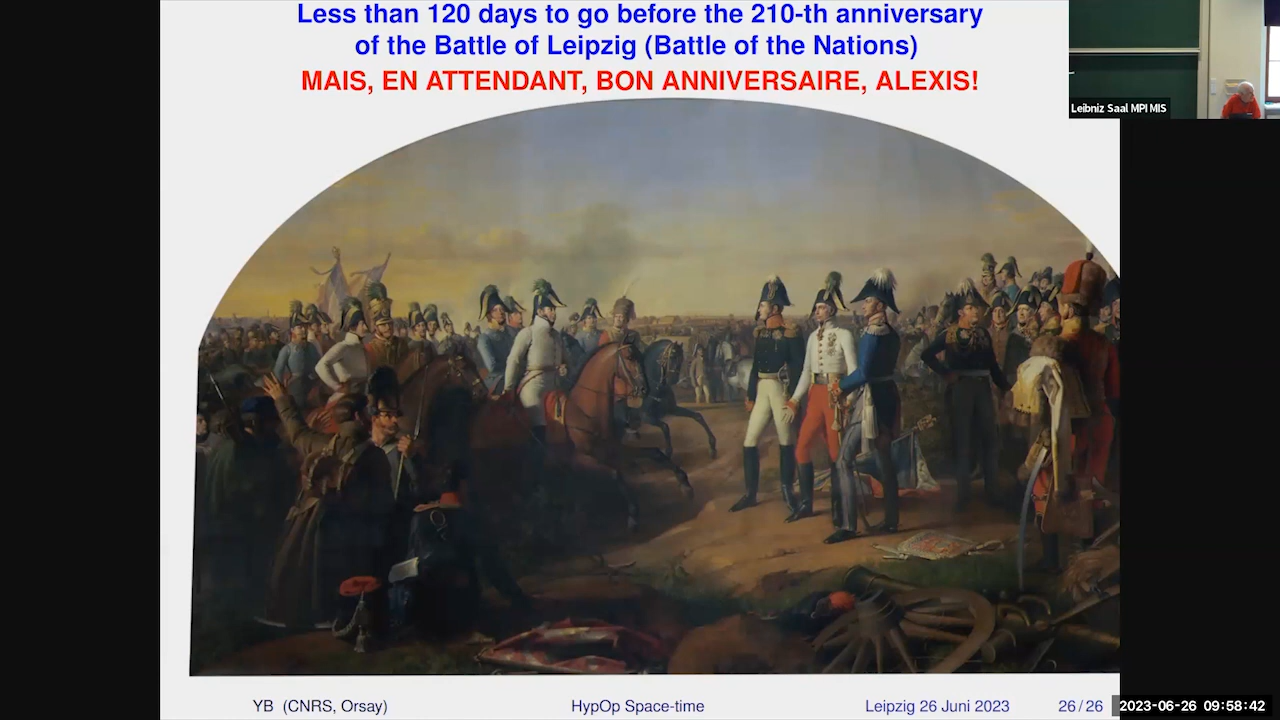 Less than 120 days to go before the 210-th anniversary
of the Battle of Leipzig (Battle of the Nations)
MAIS, EN ATTENDANT, BON ANNIVERSAIRE, ALEXIS!
Leibniz Saal MPI MIS
YB (CNRS, Orsay)
HypOp Space-time
Leipzig 26 Juni 2023
26 / 26
2023-06-26 09:58:42